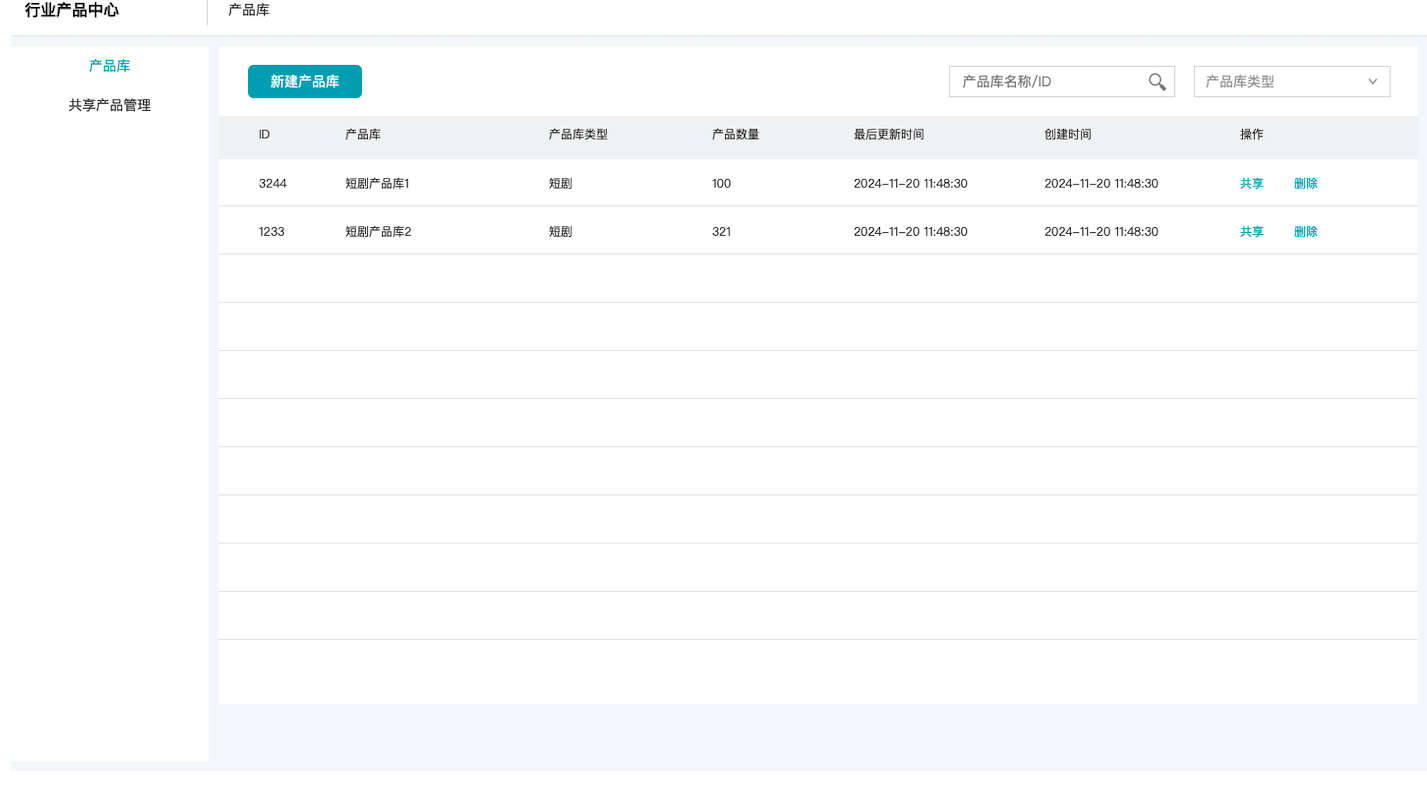 行业产品中心 产品库
产品库
共享产品管理
新建产品库 产品库名称/ID 产品库类型
ID 产品库 产品库类型 产品数量 最后更新时间 创建时间 操作
3244 短剧产品库1 短剧 100 2024-11-20 11:48:30 2024-11-20 11:48:30 共享 删除
1233 短剧产品库2 短剧 321 2024-11-20 11:48:30 2024-11-20 11:48:30 共享 删除